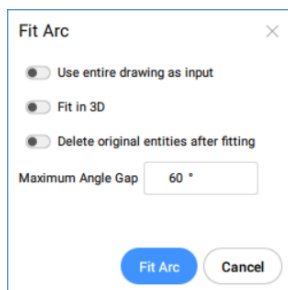 Fit Arc
Use entire drawing as input
Fit in 3D
Delete original entities after fitting
Maximum Angle Gap 60 °
Fit Arc Cancel